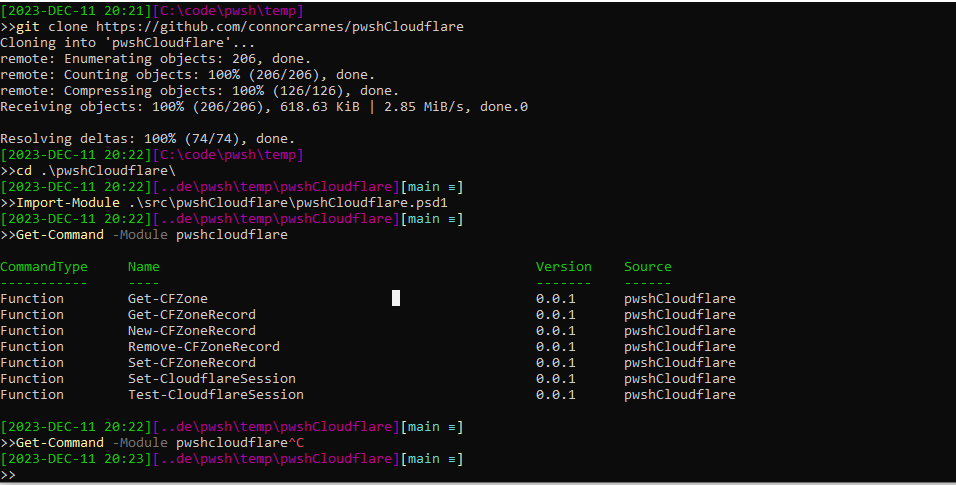 [2023-DEC-11 20:21][C:\code\pwsh\temp]
>>git clone https://github.com/connorcarnes/pwshCloudflare
Cloning into 'pwshCloudflare'...
remote: Enumerating objects: 206, done.
remote: Counting objects: 100% (206/206), done.
remote: Compressing objects: 100% (126/126), done.
Receiving objects: 100% (206/206), 618.63 KiB | 2.85 MiB/s, done.0
Resolving deltas: 100% (74/74), done.
[2023-DEC-11 20:22][C:\code\pwsh\temp]
>>cd .\pwshCloudflare\
[2023-DEC-11 20:22][..de\pwsh\temp\pwshCloudflare][main ≡]
>>Import-Module .\src\pwshCloudflare\pwshCloudflare.psd1
[2023-DEC-11 20:22][..de\pwsh\temp\pwshCloudflare][main ≡]
>>Get-Command -Module pwshcloudflare
CommandType     Name                                               Version    Source
-----------     ----                                               -------    ------
Function        Get-CFZone                                         0.0.1      pwshCloudflare
Function        Get-CFZoneRecord                                   0.0.1      pwshCloudflare
Function        New-CFZoneRecord                                   0.0.1      pwshCloudflare
Function        Remove-CFZoneRecord                                0.0.1      pwshCloudflare
Function        Set-CFZoneRecord                                   0.0.1      pwshCloudflare
Function        Set-CloudflareSession                              0.0.1      pwshCloudflare
Function        Test-CloudflareSession                             0.0.1      pwshCloudflare
[2023-DEC-11 20:22][..de\pwsh\temp\pwshCloudflare][main ≡]
>>Get-Command -Module pwshcloudflare^C
[2023-DEC-11 20:23][..de\pwsh\temp\pwshCloudflare][main ≡]
>>